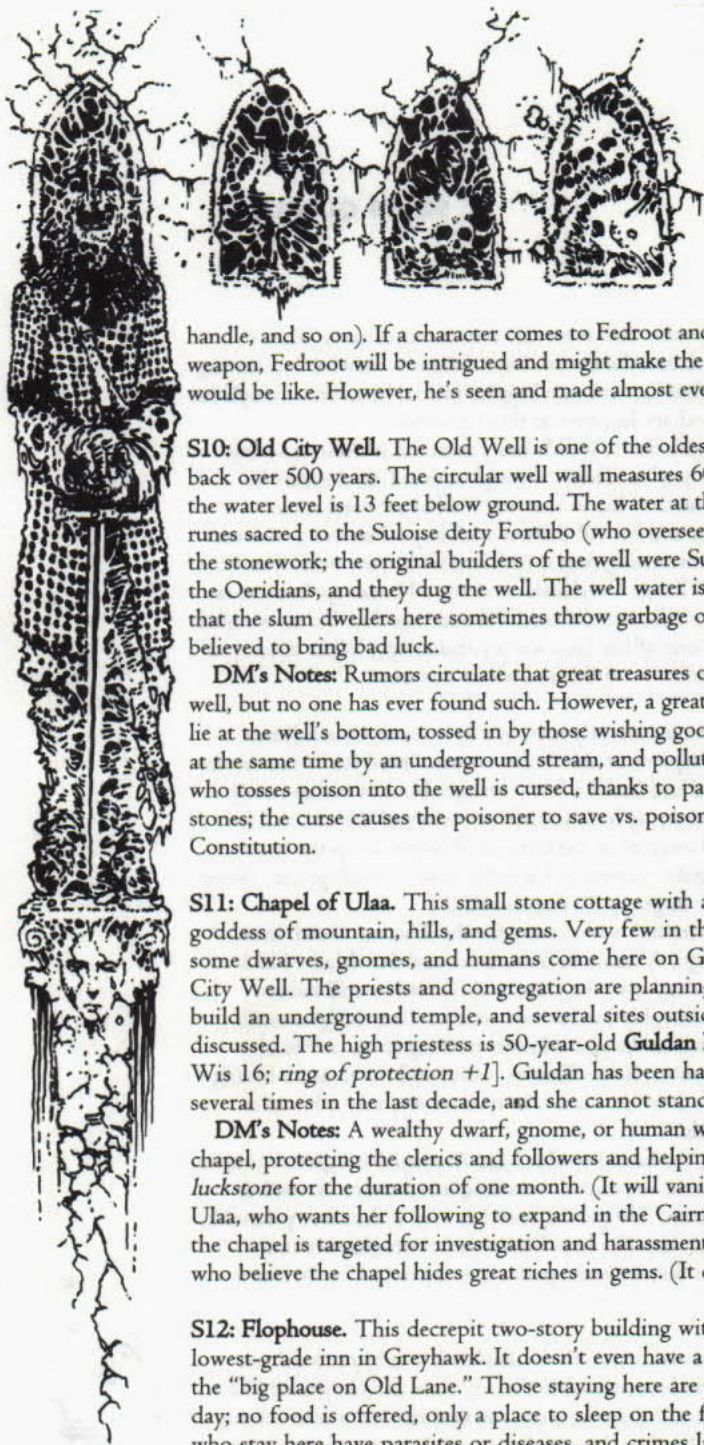 handle, and so on). If a character comes to Fedroot and
weapon, Fedroot will be intrigued and might make the
would be like. However, he's seen and made almost eve
S10: Old City Well. The Old Well is one of the oldes
back over 500 years. The circular well wall measures 6
the water level is 13 feet below ground. The water at th
runes sacred to the Suloise deity Fortubo (who oversee
the stonework; the original builders of the well were Su
the Oeridians, and they dug the well. The well water is
that the slum dwellers here sometimes throw garbage o
believed to bring bad luck.
DM's Notes: Rumors circulate that great treasures o
well, but no one has ever found such. However, a great
lie at the well's bottom, tossed in by those wishing goo
at the same time by an underground stream, and pollut
who tosses poison into the well is cursed, thanks to pa
stones; the curse causes the poisoner to save vs. poison
Constitution.
S11: Chapel of Ulaa. This small stone cottage with a
goddess of mountain, hills, and gems. Very few in th
some dwarves, gnomes, and humans come here on G
City Well. The priests and congregation are planning
build an underground temple, and several sites outsid
discussed. The high priestess is 50-year-old Guldan
Wis 16; ring of protection +1]. Guldan has been ha
several times in the last decade, and she cannot stand
DM's Notes: A wealthy dwarf, gnome, or human w
chapel, protecting the clerics and followers and helpin
luckstone for the duration of one month. (It will vani
Ulaa, who wants her following to expand in the Cairn
the chapel is targeted for investigation and harassment
who believe the chapel hides great riches in gems. (It
S12: Flophouse. This decrepit two-story building wit
lowest-grade inn in Greyhawk. It doesn't even have a
the "big place on Old Lane." Those staying here are
day; no food is offered, only a place to sleep on the f
who stay here have parasites or diseases, and crimes